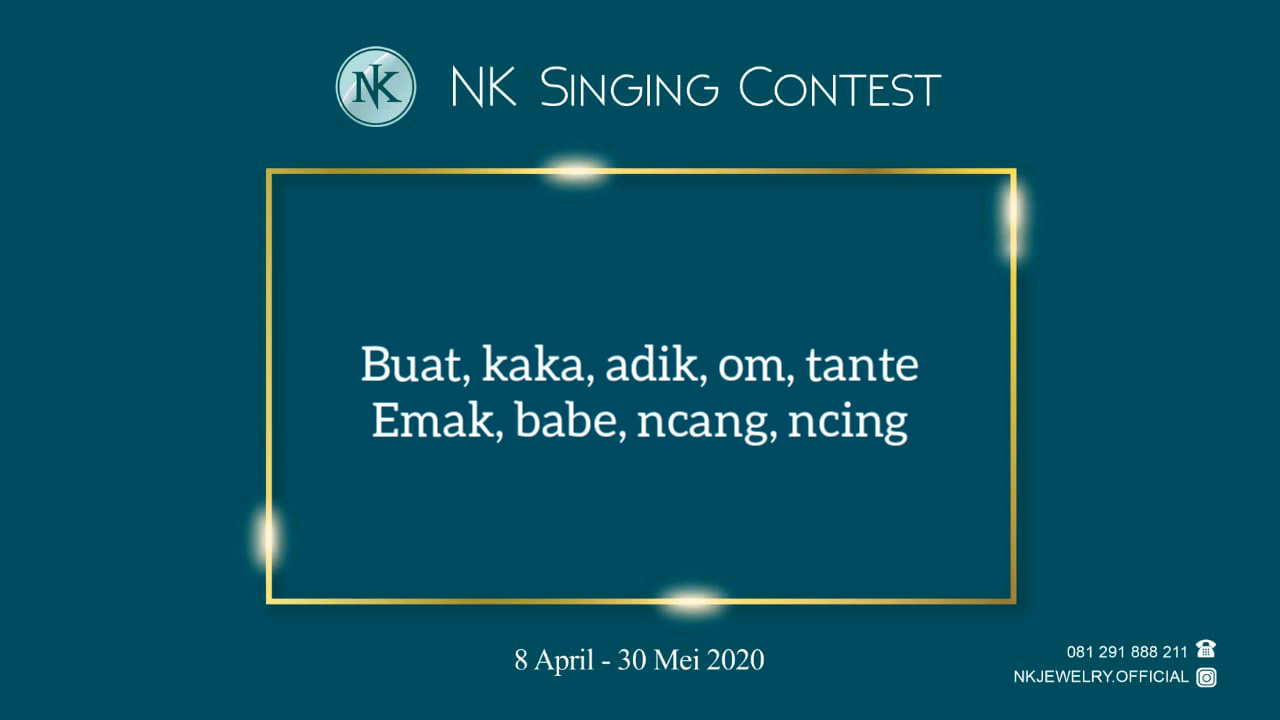 NK
NK SINGING CONTEST
Buat, kaka, adik, om, tante
Emak, babe, ncang, ncing
8 April - 30 Mei 2020
081 291 888 211
NKJEWELRY.OFFICIAL